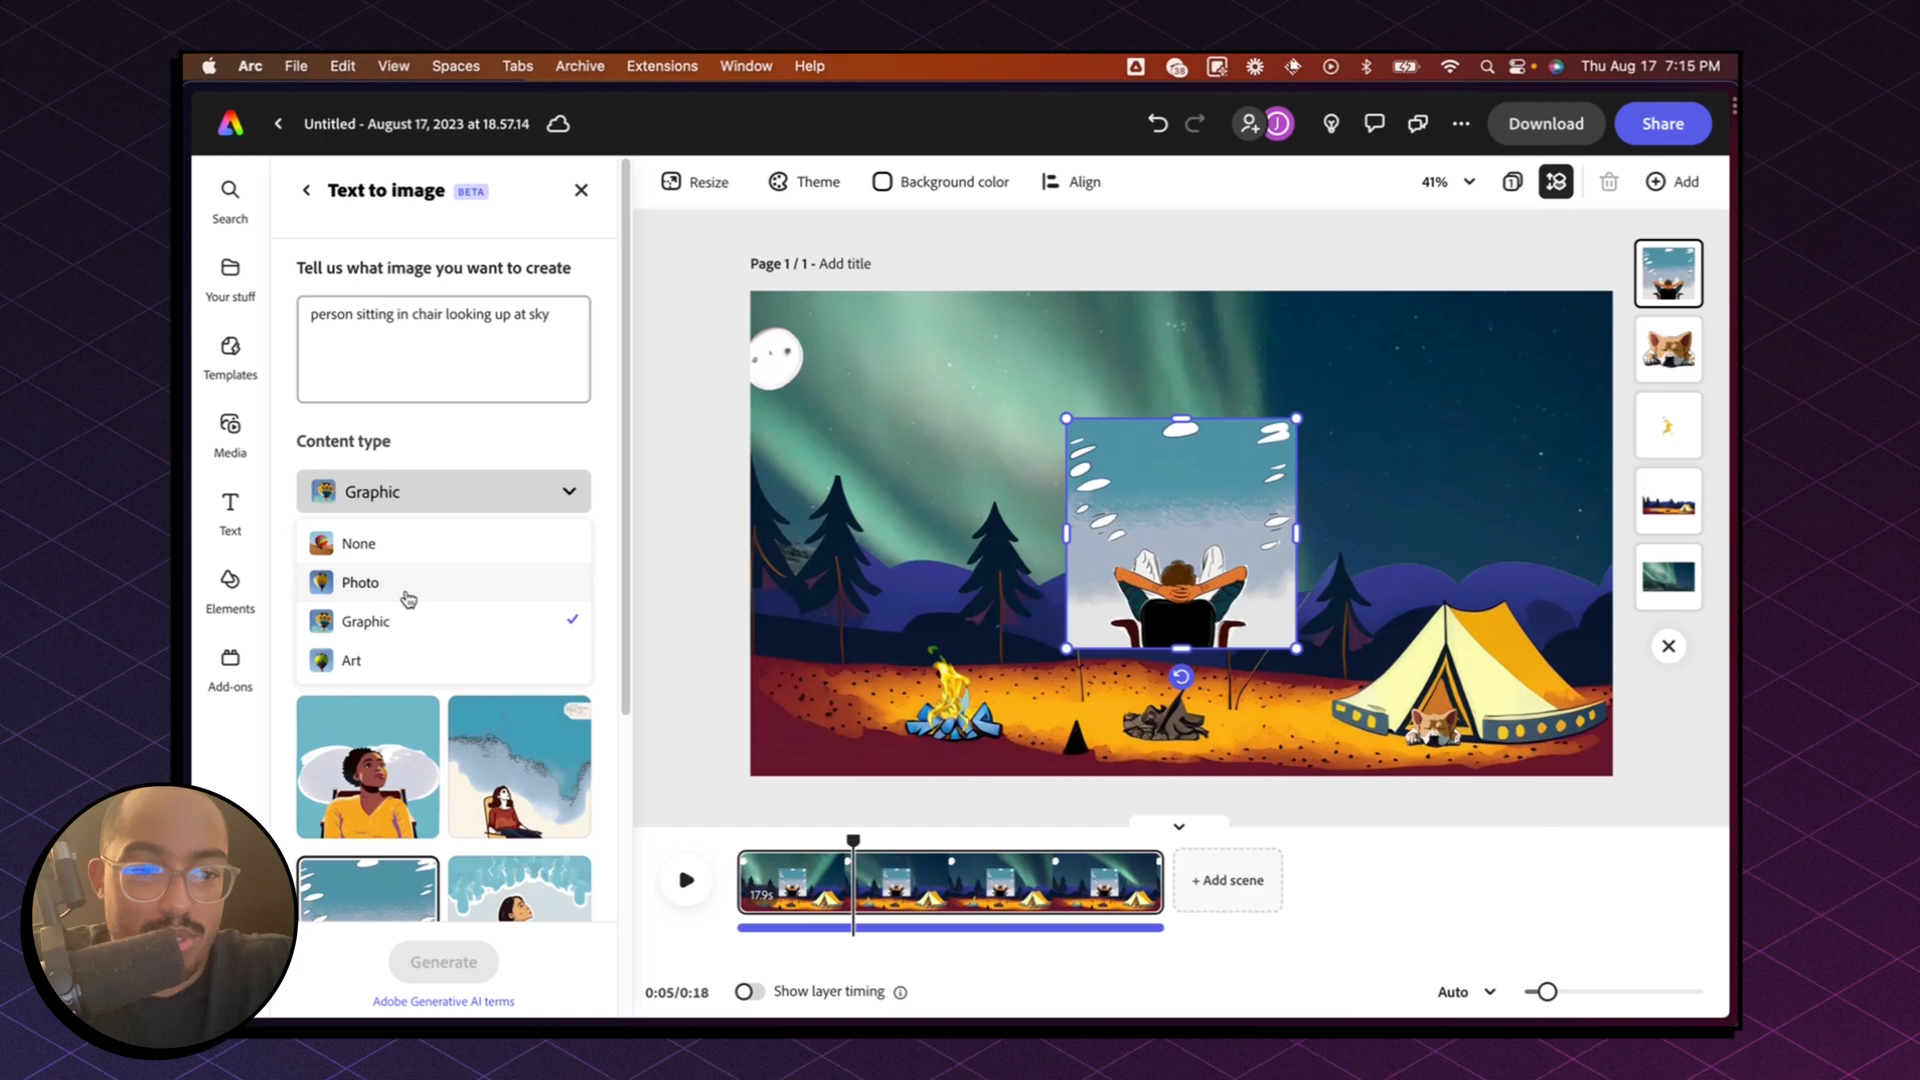 Arc File Edit View Spaces Tabs Archive Extensions Window Help
38
Thu Aug 17 7:15 PM
Untitled - August 17, 2023 at 18.57.14
J
Download
Share
Search
Your stuff
Templates
Media
Text
Elements
Add-ons
Text to image BETA
Tell us what image you want to create
person sitting in chair looking up at sky
Content type
Graphic
None
Photo
Graphic
Art
Generate
Adobe Generative AI terms
Resize
Theme
Background color
Align
41%
1
Add
Page 1 / 1 - Add title
17.9s
+ Add scene
0:05/0:18
Show layer timing
Auto